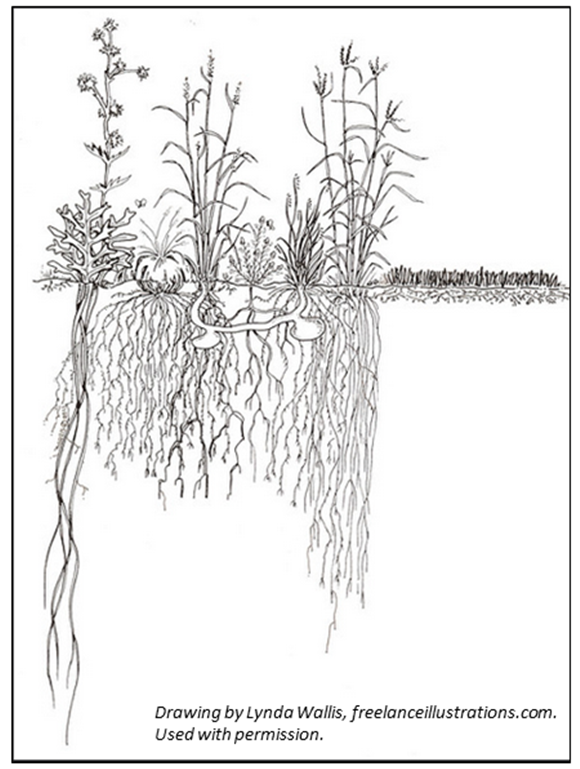 Drawing by Lynda Wallis, freelanceillustrations.com.
Used with permission.